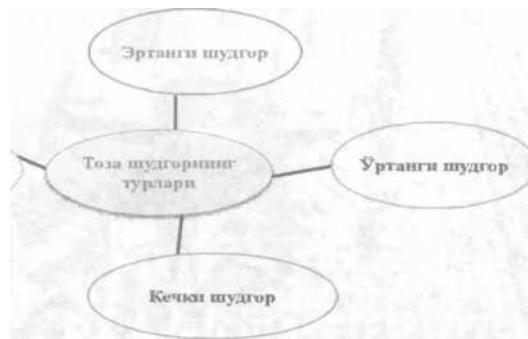 Эртанги шудгор
Тоза шудгорнинг
турлари
Ўртанги шудгор
Кечки шудгор